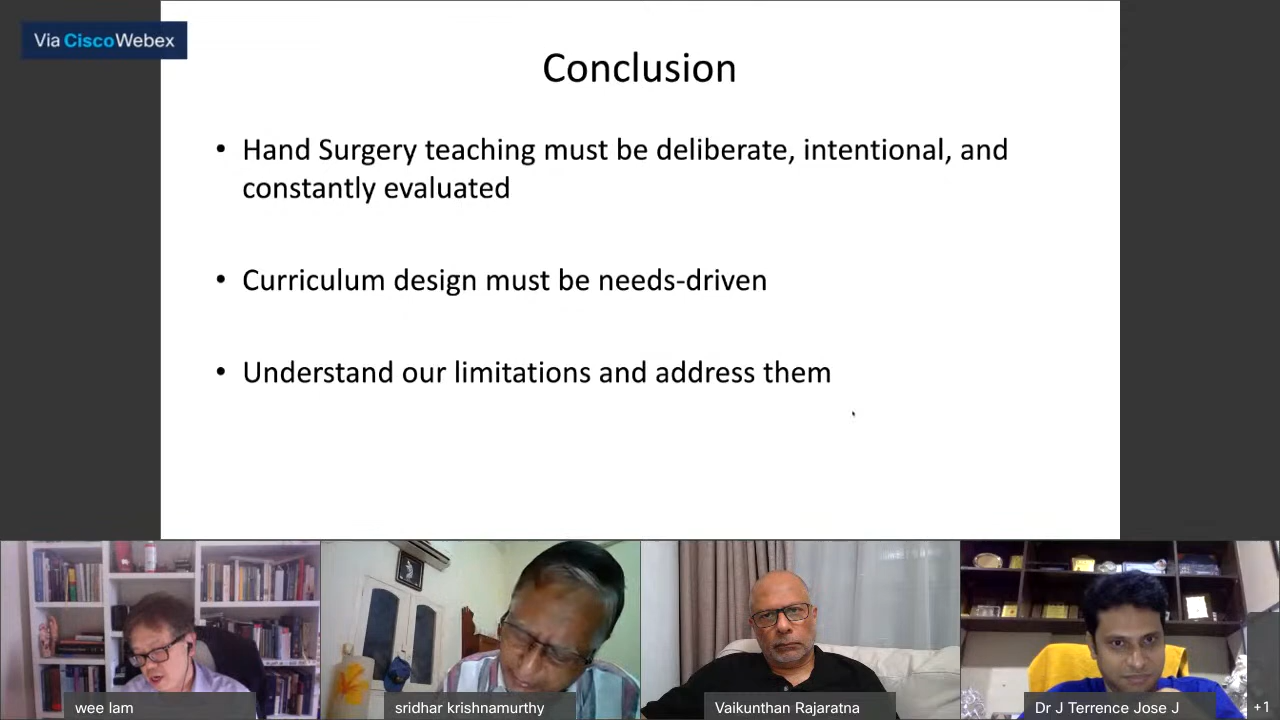 Via CiscoWebex
Conclusion
• Hand Surgery teaching must be deliberate, intentional, and
constantly evaluated
• Curriculum design must be needs-driven
• Understand our limitations and address them
wee lam
sridhar krishnamurthy
Vaikunthan Rajaratna
Dr J Terrence Jose J
+1